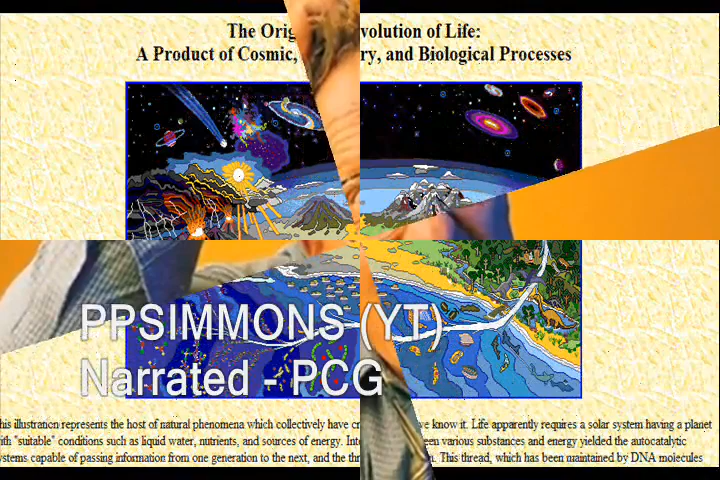 The Orig volution of Life:
A Product of Cosmic, ry, and Biological Processes
PPSIMMONS (YT)
Narrated - PCG
his illustration represents the host of natural phenomena which collectively have cr we know it. Life apparently requires a solar system having a planet
ith "suitable" conditions such as liquid water, nutrients, and sources of energy. Inte een various substances and energy yielded the autocatalytic
ystems capable of passing information from one generation to the next, and the thr n. This thread, which has been maintained by DNA molecules